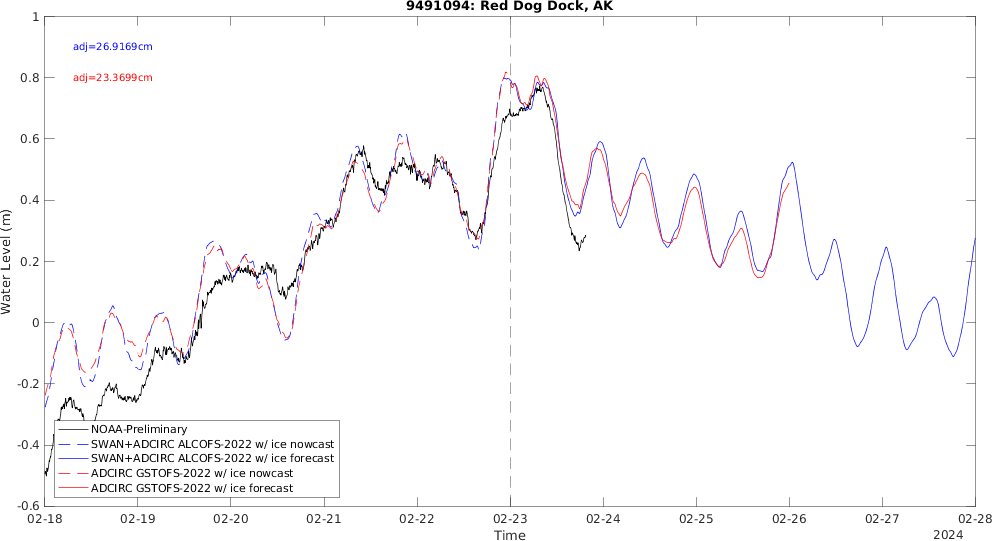 9491094: Red Dog Dock, AK
adj=26.9169cm
adj=23.3699cm
Water Level (m)
1
0.8
0.6
0.4
0.2
0
-0.2
-0.4
-0.6
NOAA-Preliminary
SWAN+ADCIRC ALCOFS-2022 w/ ice nowcast
SWAN+ADCIRC ALCOFS-2022 w/ ice forecast
ADCIRC GSTOFS-2022 w/ ice nowcast
ADCIRC GSTOFS-2022 w/ ice forecast
02-18 02-19 02-20 02-21 02-22 02-23 02-24 02-25 02-26 02-27 02-28
Time
2024